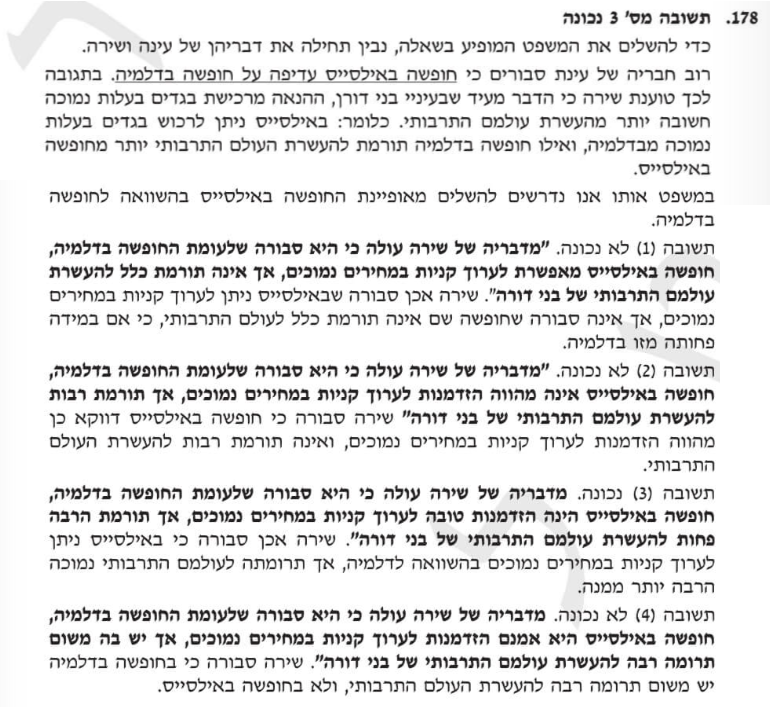 178. תשובה מס' 3 נכונה
כדי להשלים את המשפט המופיע בשאלה, נבין תחילה את דבריהן של עינה ושירה.
רוב חבריה של עינת סבורים כי חופשה באילסייס עדיפה על חופשה בדלמיה. בתגובה
לכך טוענת שירה כי הדבר מעיד שבעיניי בני דורן, ההנאה מרכישת בגדים בעלות נמוכה
חשובה יותר מהעשרת עולמם התרבותי. כלומר: באילסייס ניתן לרכוש בגדים בעלות
נמוכה מבדלמיה, ואילו חופשה בדלמיה תורמת להעשרת העולם התרבותי יותר מחופשה
באילסייס.
במשפט אותו אנו נדרשים להשלים מאופיינת החופשה באילסייס בהשוואה לחופשה
בדלמיה.
תשובה (1) לא נכונה. "מדבריה של שירה עולה כי היא סבורה שלעומת החופשה בדלמיה,
חופשה באילסייס מאפשרת לערוך קניות במחירים נמוכים, אך אינה תורמת כלל להעשרת
עולמם התרבותי של בני דורה". שירה אכן סבורה שבאילסייס ניתן לערוך קניות במחירים
נמוכים, אך אינה סבורה שחופשה שם אינה תורמת כלל לעולם התרבותי, כי אם במידה
פחותה מזו בדלמיה.
תשובה (2) לא נכונה. "מדבריה של שירה עולה כי היא סבורה שלעומת החופשה בדלמיה,
חופשה באילסייס אינה מהווה הזדמנות לערוך קניות במחירים נמוכים, אך תורמת רבות
להעשרת עולמם התרבותי של בני דורה" שירה סבורה כי חופשה באילסייס דווקא כן
מהווה הזדמנות לערוך קניות במחירים נמוכים, ואינה תורמת רבות להעשרת העולם
התרבותי.
תשובה (3) נכונה. מדבריה של שירה עולה כי היא סבורה שלעומת החופשה בדלמיה,
חופשה באילסייס הינה הזדמנות טובה לערוך קניות במחירים נמוכים, אך תורמת הרבה
פחות להעשרת עולמם התרבותי של בני דורה". שירה אכן סבורה כי באילסייס ניתן
לערוך קניות במחירים נמוכים בהשוואה לדלמיה, אך תרומתה לעולמם התרבותי נמוכה
הרבה יותר ממנה.
תשובה (4) לא נכונה. מדבריה של שירה עולה כי היא סבורה שלעומת החופשה בדלמיה,
חופשה באילסייס היא אמנם הזדמנות לערוך קניות במחירים נמוכים, אך יש בה משום
תרומה רבה להעשרת עולמם התרבותי של בני דורה". שירה סבורה כי בחופשה בדלמיה
יש משום תרומה רבה להעשרת העולם התרבותי, ולא בחופשה באילסייס.